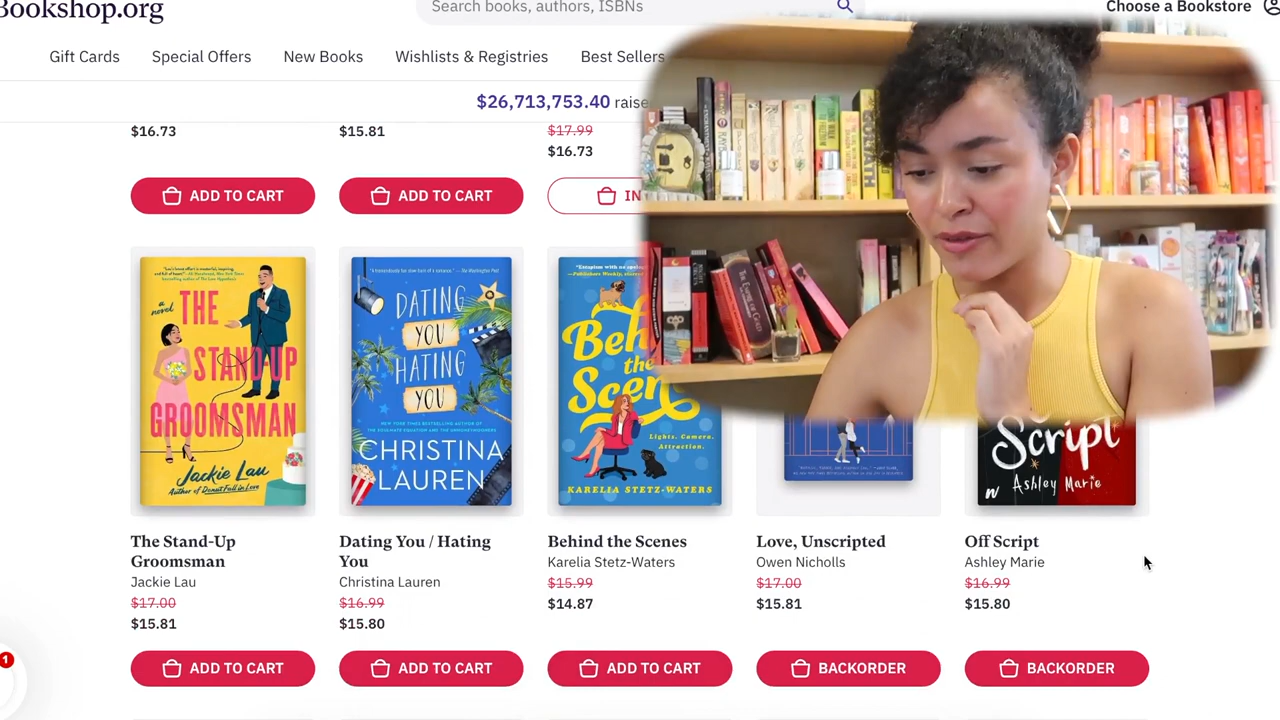 Bookshop.org
Search books, authors, ISBNs
Choose a Bookstore
Gift Cards
Special Offers
New Books
Wishlists & Registries
Best Sellers
$26,713,753.40 raise
$16.73
$15.81
$17.99
$16.73
ADD TO CART
ADD TO CART
IN
a
novel
THE
STAND-UP
GROOMSMAN
Jackie Lau
Author of Donut Fall in Love
DATING
YOU
HATING
YOU
CHRISTINA
LAUREN
Beh
the
Scen
Lights. Camera.
Attraction.
KARELIA STETZ-WATERS
Script
Ashley Marie
The Stand-Up
Groomsman
Jackie Lau
$17.00
$15.81
Dating You / Hating
You
Christina Lauren
$16.99
$15.80
Behind the Scenes
Karelia Stetz-Waters
$15.99
$14.87
Love, Unscripted
Owen Nicholls
$17.00
$15.81
Off Script
Ashley Marie
$16.99
$15.80
1
ADD TO CART
ADD TO CART
ADD TO CART
BACKORDER
BACKORDER